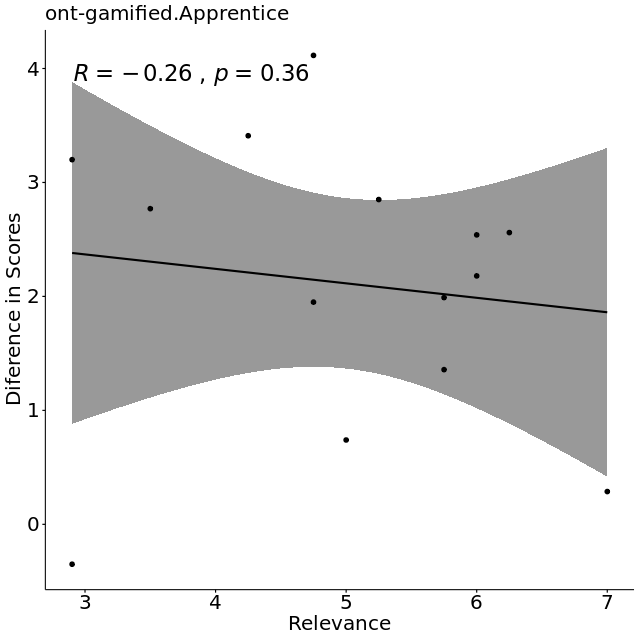 ont-gamified.Apprentice
R = −0.26 , p = 0.36
4
3
2
1
0
Diference in Scores
3 4 5 6 7
Relevance